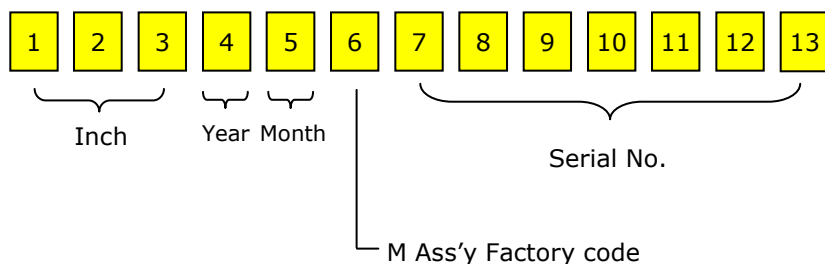 1 2 3 4 5 6 7 8 9 10 11 12 13
Inch Year Month
Serial No.
M Ass'y Factory code